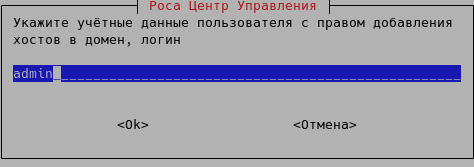 Роса Центр Управления
Укажите учётные данные пользователя с правом добавления
хостов в домен, логин
admin
<Ok> <Отмена>